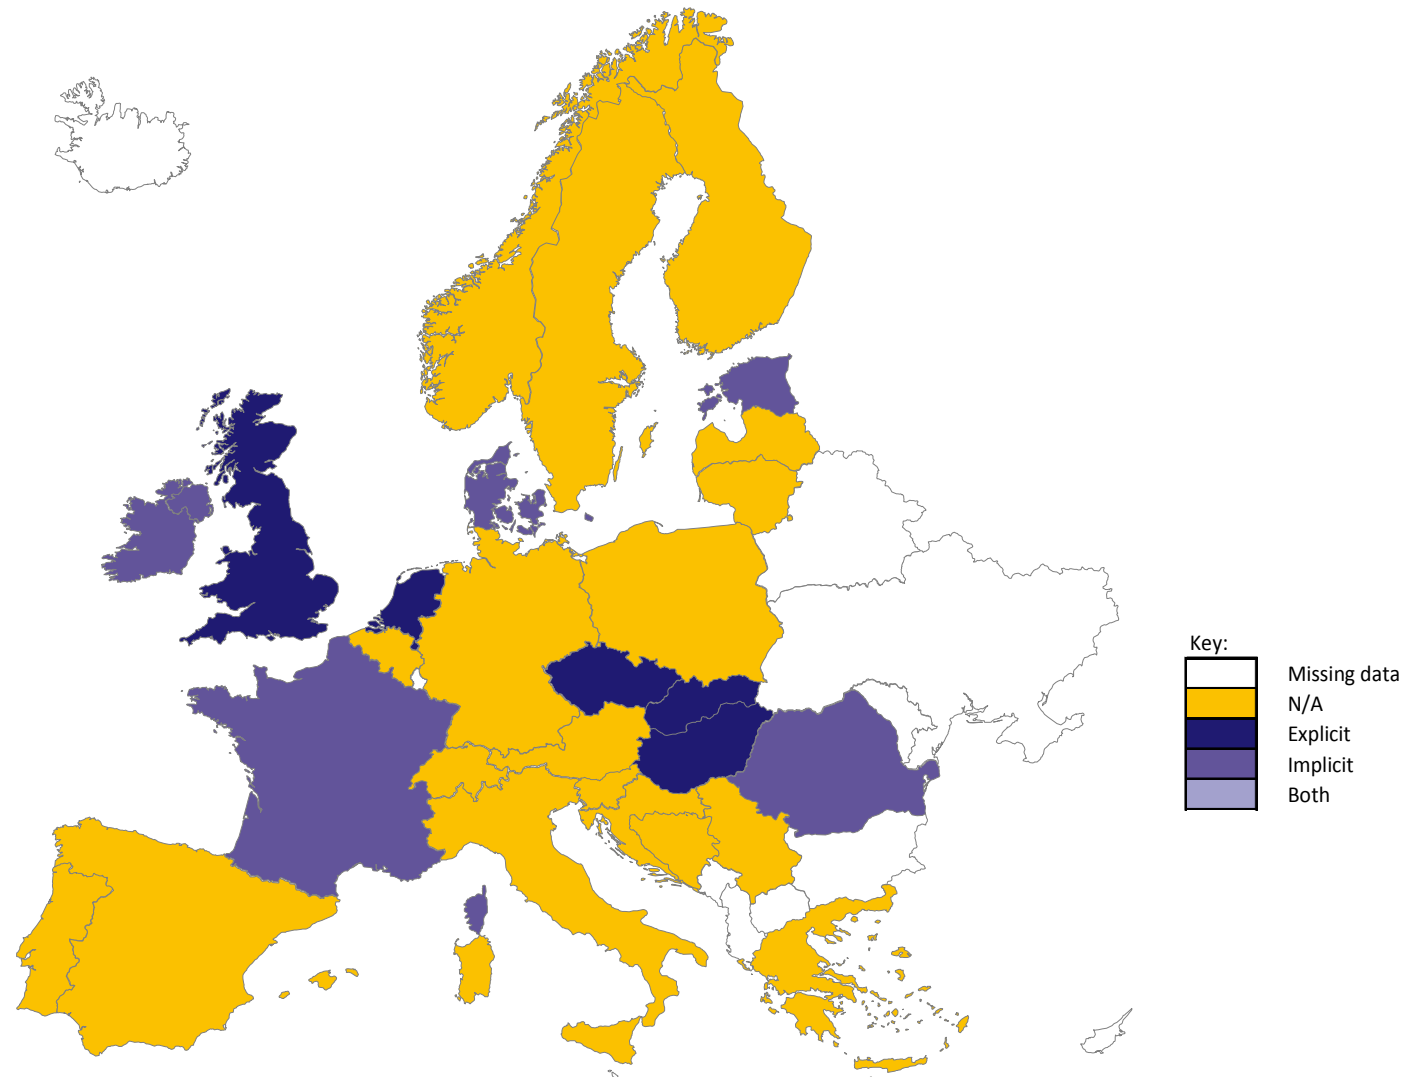 Key:
Missing data
N/A
Explicit
Implicit
Both